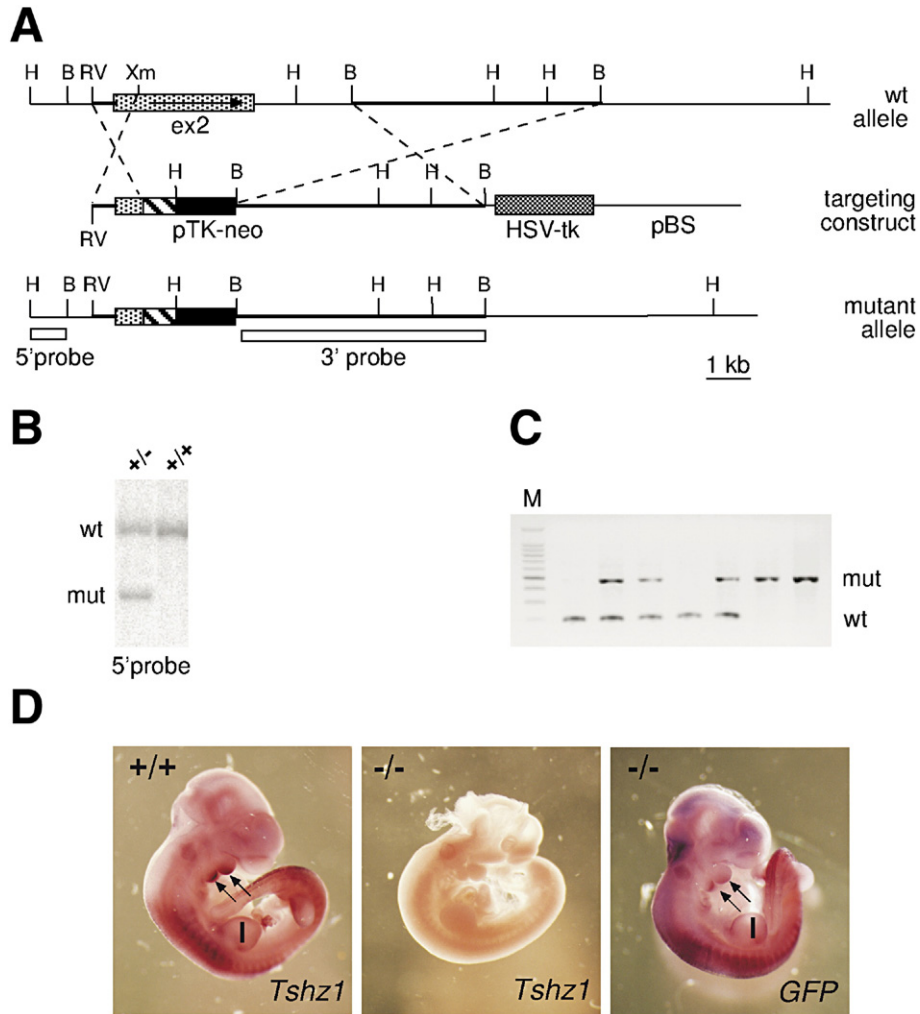 A
H B RV Xm H B H H B H
ex2
wt
allele
H B H H B
pTK-neo HSV-tk pBS
RV
targeting
construct
H B RV H B H H B H
mutant
allele
5'probe 3' probe
1 kb
B
+/- +/+
wt
mut
5'probe
C
M
mut
wt
D
+/+ -/- -/-
l l
Tshz1 Tshz1 GFP